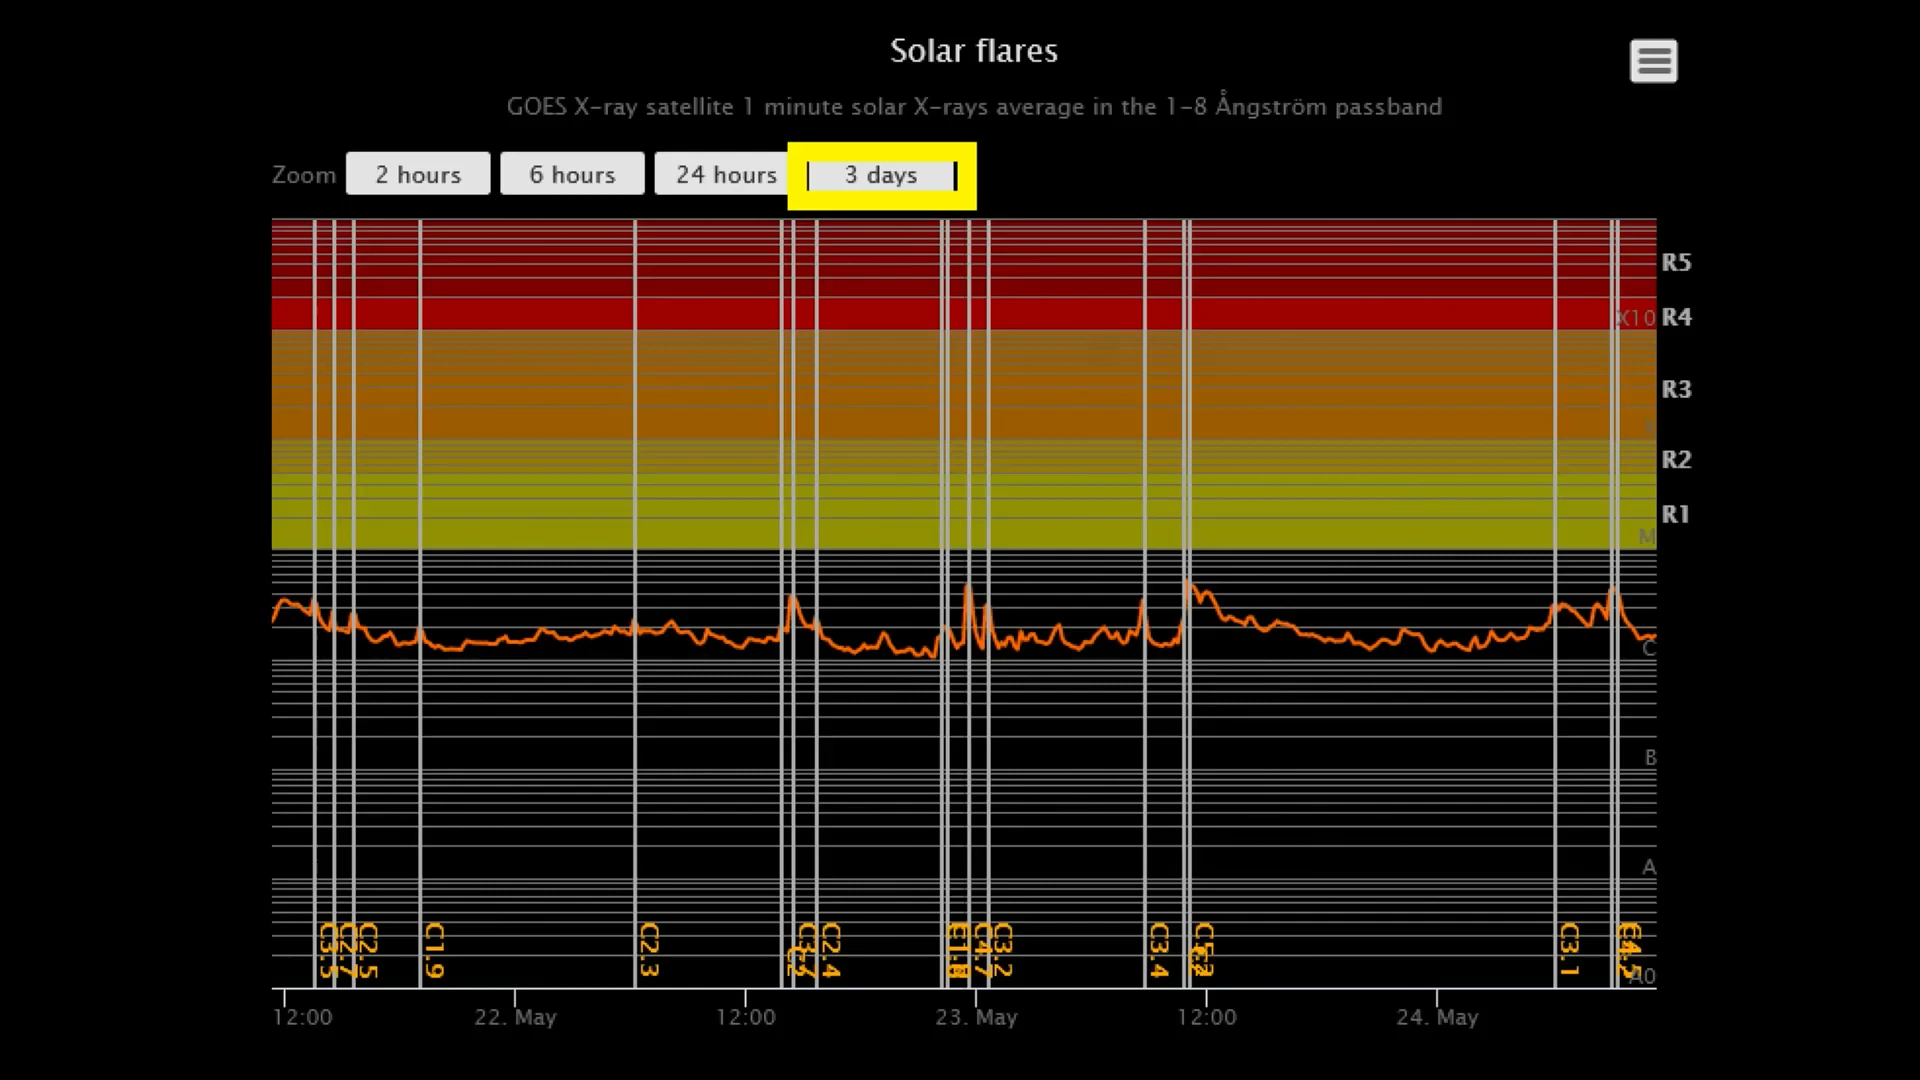 Solar flares
GOES X-ray satellite 1 minute solar X-rays average in the 1-8 Ångström passband
Zoom 2 hours 6 hours 24 hours 3 days
R5
X10 R4
R3
R2
R1
M
C
B
A
C3.5 C2.7 C2.5 C1.9 C2.3 C2.4 C4.7 C3.2 C3.4 C3.1
A0
12:00 22. May 12:00 23. May 12:00 24. May